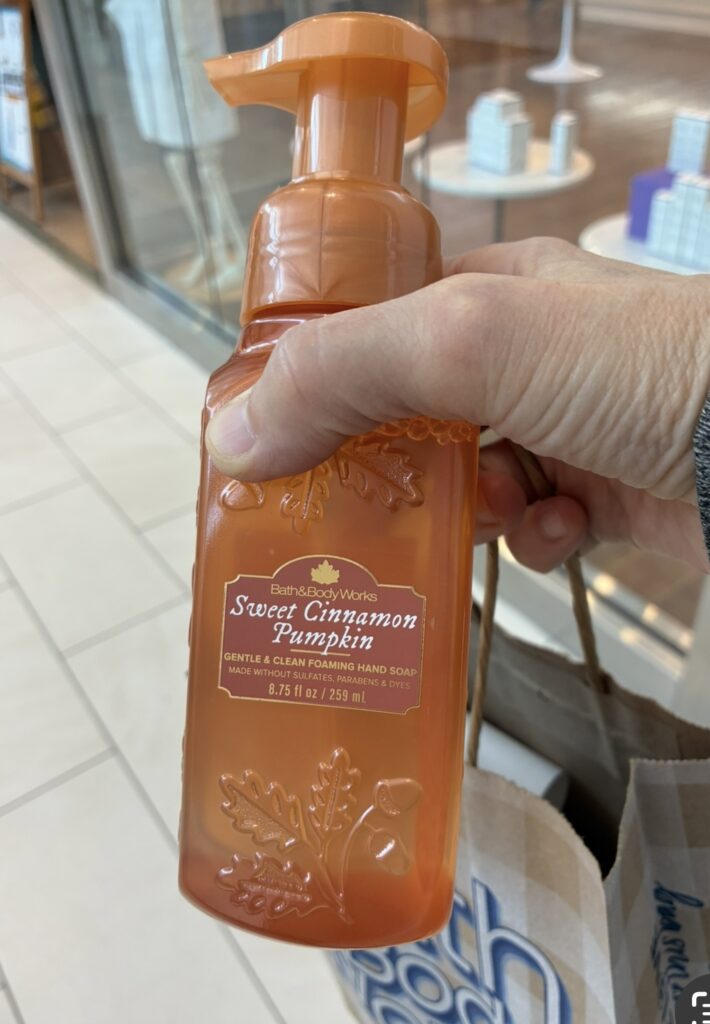 Bath&BodyWorks
Sweet Cinnamon
Pumpkin
GENTLE & CLEAN FOAMING HAND SOAP
MADE WITHOUT SULFATES, PARABENS & DYES
8.75 fl oz / 259 ml